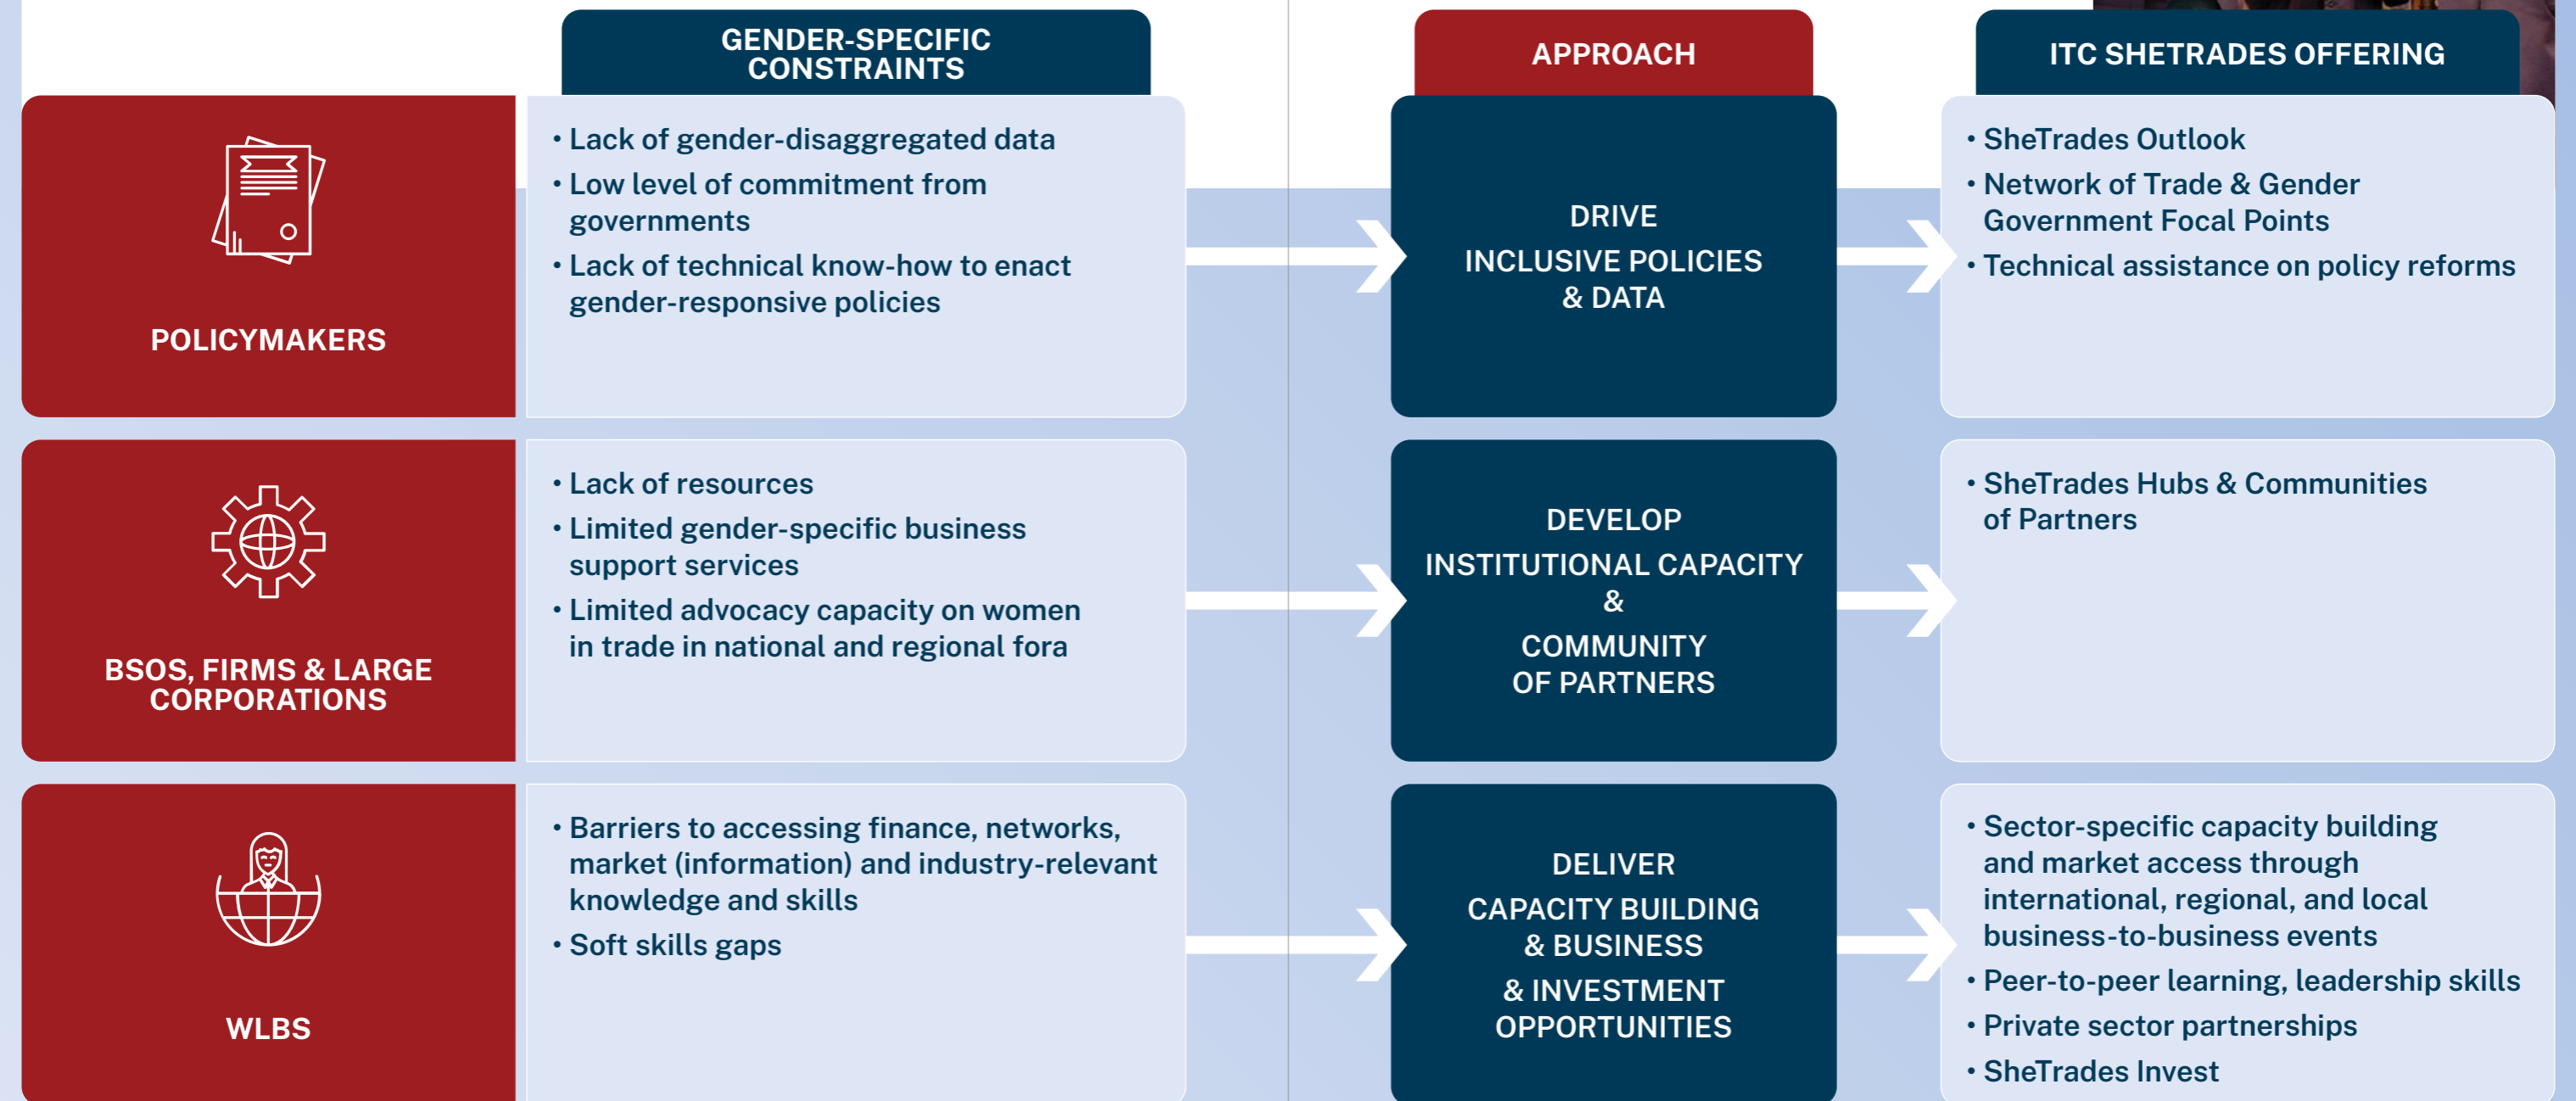 GENDER-SPECIFIC
CONSTRAINTS
APPROACH
ITC SHETRADES OFFERING
POLICYMAKERS
• Lack of gender-disaggregated data
• Low level of commitment from
governments
• Lack of technical know-how to enact
gender-responsive policies
DRIVE
INCLUSIVE POLICIES
& DATA
• SheTrades Outlook
• Network of Trade & Gender
Government Focal Points
• Technical assistance on policy reforms
BSOS, FIRMS & LARGE
CORPORATIONS
• Lack of resources
• Limited gender-specific business
support services
• Limited advocacy capacity on women
in trade in national and regional fora
DEVELOP
INSTITUTIONAL CAPACITY
&
COMMUNITY
OF PARTNERS
• SheTrades Hubs & Communities
of Partners
WLBS
• Barriers to accessing finance, networks,
market (information) and industry-relevant
knowledge and skills
• Soft skills gaps
DELIVER
CAPACITY BUILDING
& BUSINESS
& INVESTMENT
OPPORTUNITIES
• Sector-specific capacity building
and market access through
international, regional, and local
business-to-business events
• Peer-to-peer learning, leadership skills
• Private sector partnerships
• SheTrades Invest